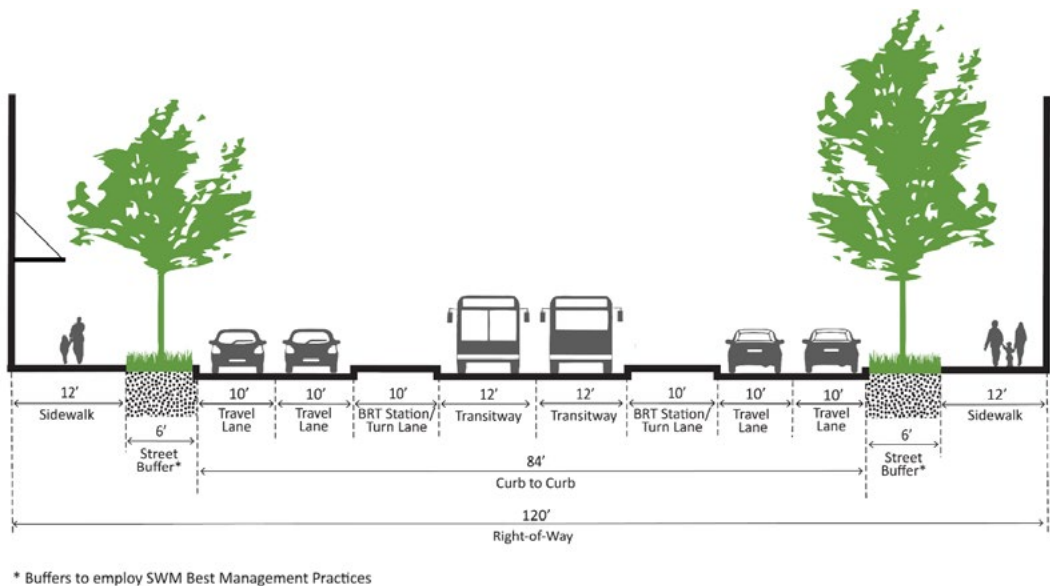 12’ 10’ 10’ 10’ 12’ 12’ 10’ 10’ 10’ 12’
Sidewalk Travel Lane Travel Lane BRT Station/ Turn Lane Transitway Transitway BRT Station/ Turn Lane Travel Lane Travel Lane Sidewalk
6’ 6’
Street Street
Buffer* Buffer*
84’
Curb to Curb
120’
Right-of-Way
* Buffers to employ SWM Best Management Practices